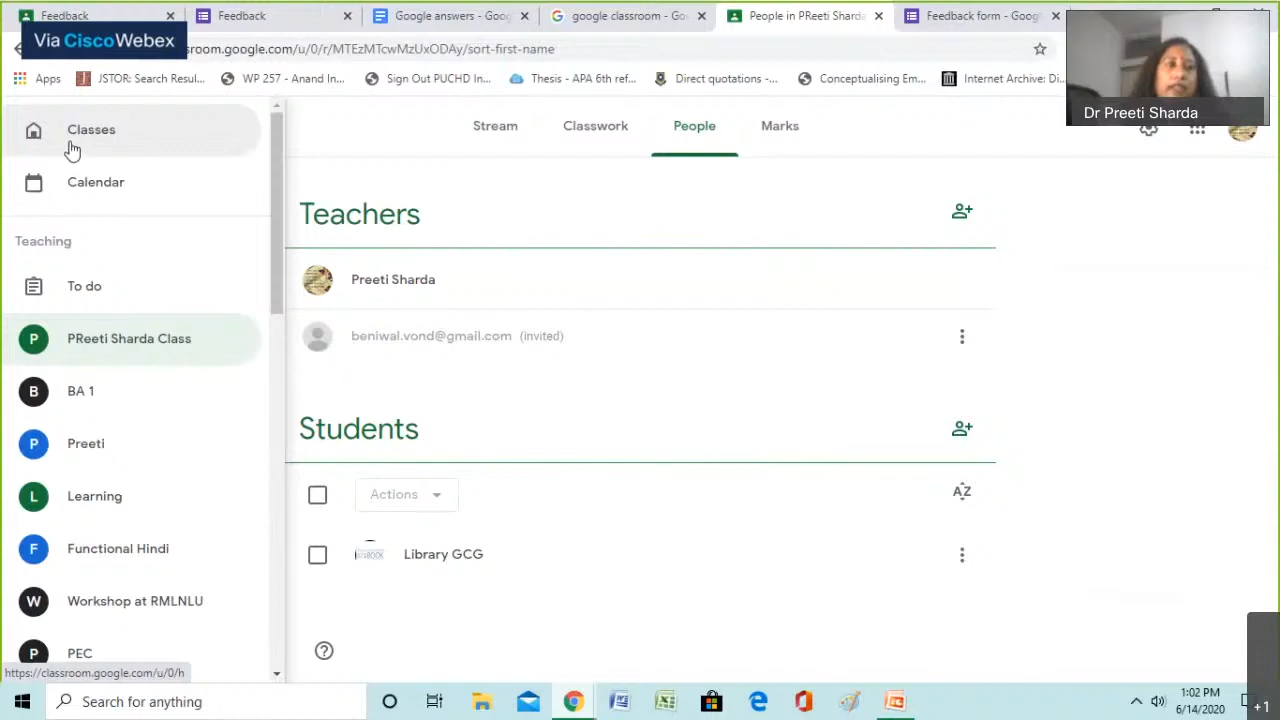 Feedback
Feedback
Google answers - G
google classroom - Go
People in PReeti Sharda
Feedback form - Goog
Via CiscoWebex
sroom.google.com/u/0/r/MTEzMTcwMzUxODAy/sort-first-name
Apps
JSTOR: Search Resul...
WP 257 - Anand In...
Sign Out PUCHD In...
Thesis - APA 6th ref...
Direct quotations -...
Conceptualising Em...
Internet Archive: Di...
Dr Preeti Sharda
Classes
Calendar
Stream
Classwork
People
Marks
Teaching
To do
P PReeti Sharda Class
B BA 1
P Preeti
L Learning
F Functional Hindi
W Workshop at RMLNLU
P PEC
Teachers
Preeti Sharda
beniwal.vond@gmail.com (invited)
Students
Actions
AZ
Library GCG
https://classroom.google.com/u/0/h
Search for anything
1:02 PM
6/14/2020
+1